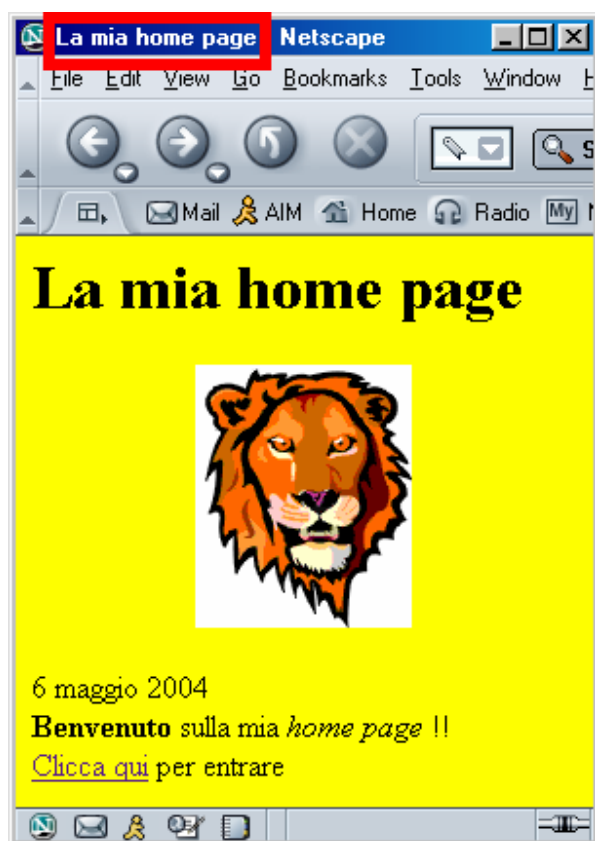 La mia home page - Netscape
File Edit View Go Bookmarks Tools Window H
S
Mail AIM Home Radio My N
La mia home page
6 maggio 2004
Benvenuto sulla mia home page !!
Clicca qui per entrare